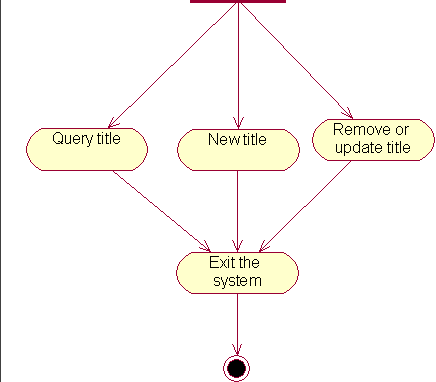 Query title
New title
Remove or
update title
Exit the
system